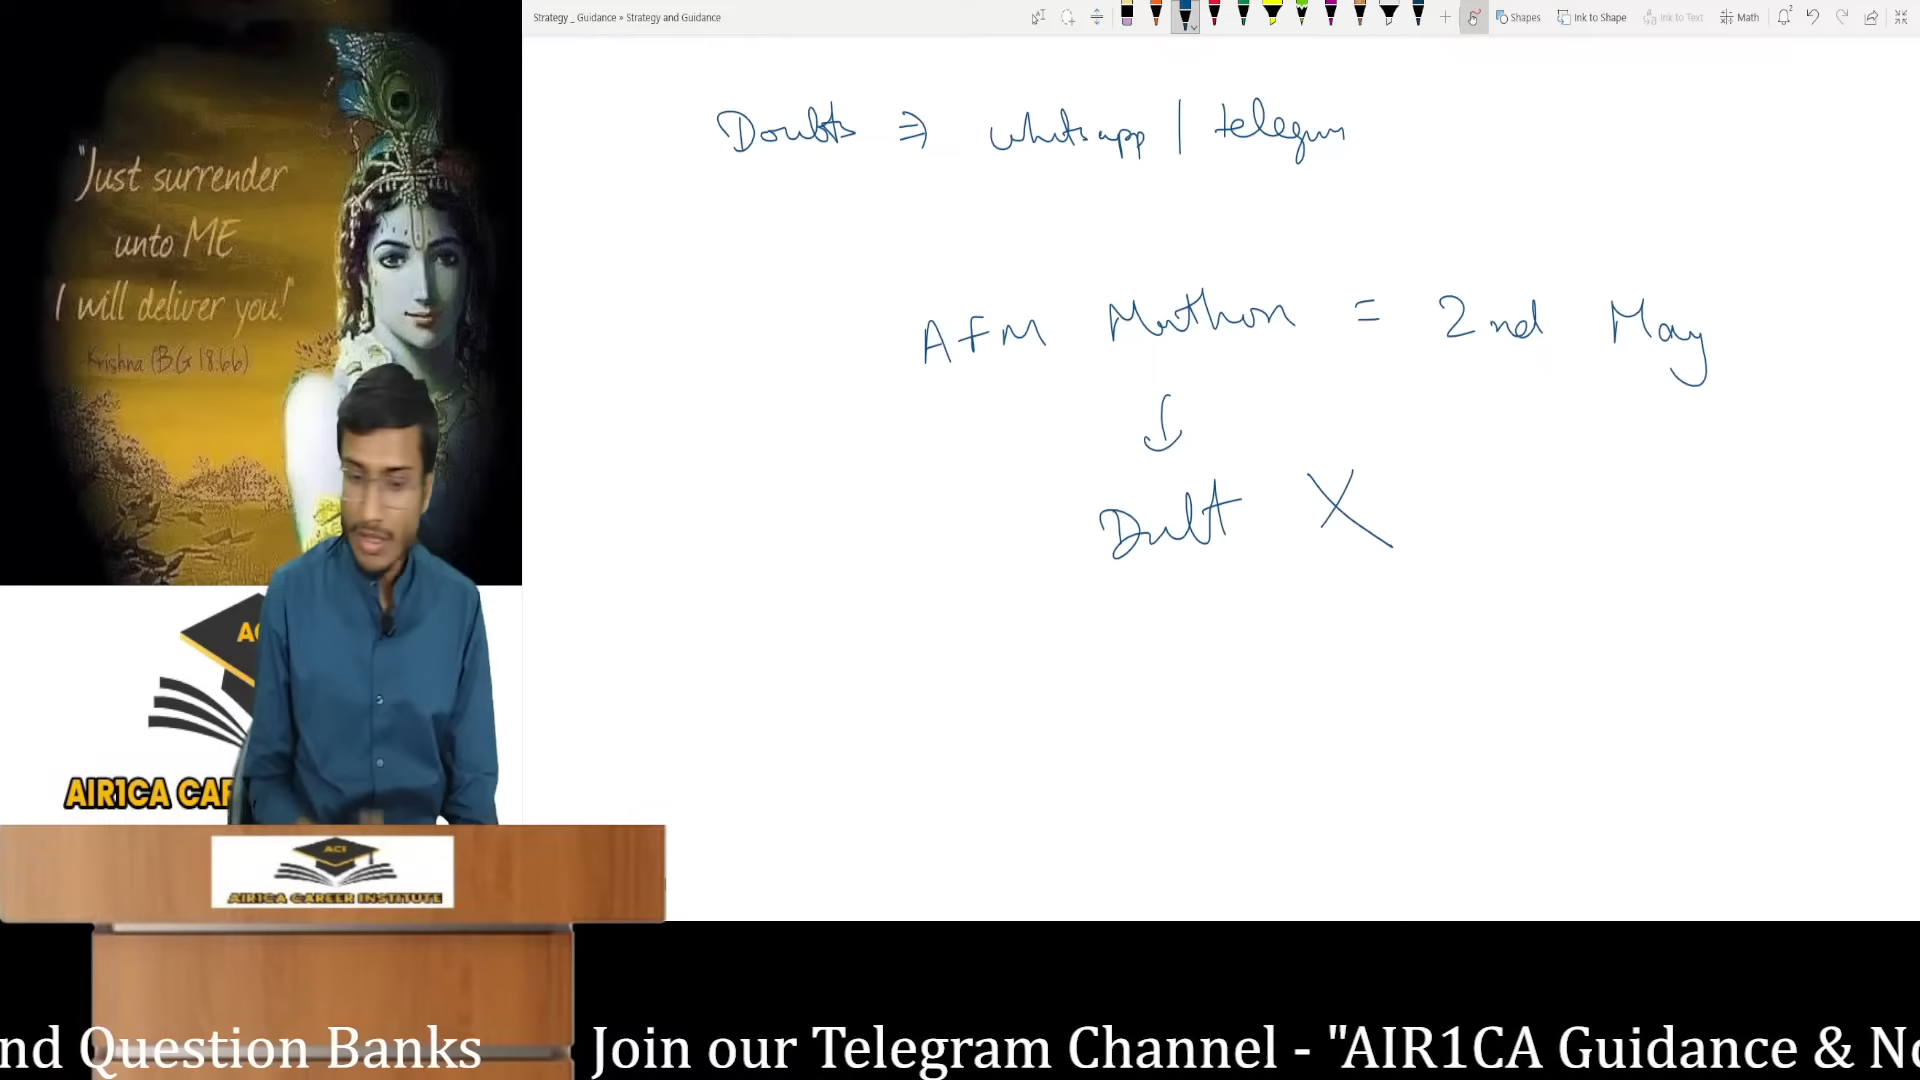 Strategy _ Guidance » Strategy and Guidance
Shapes
Ink to Shape
Ink to Text
Math
Doubts ⇒ whatsapp | telegram
AFM Marathon = 2nd May
↓
Doubt X
"Just surrender
unto ME
I will deliver you!"
- Krishna (B.G 18.66)
AIR1CA CAR
ACI
AIR1CA CAREER INSTITUTE
nd Question Banks
Join our Telegram Channel - "AIR1CA Guidance & No